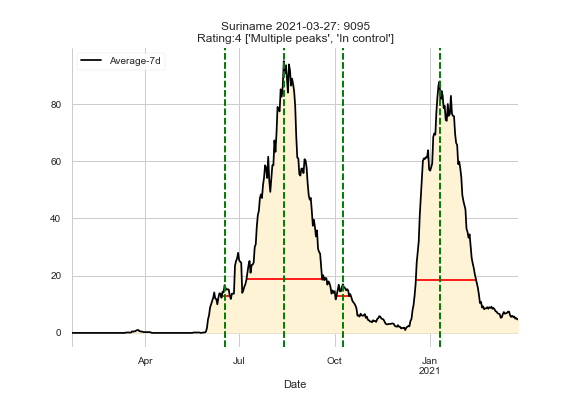 Suriname 2021-03-27: 9095
Rating:4 ['Multiple peaks', 'In control']
Average-7d
80
60
40
20
0
Apr
Jul
Oct
Jan
2021
Date